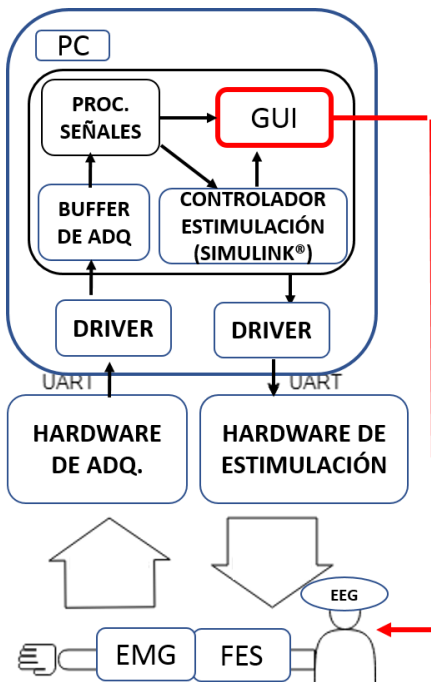 PC
PROC.
SEÑALES
GUI
BUFFER
DE ADQ
CONTROLADOR
ESTIMULACIÓN
(SIMULINK®)
DRIVER
DRIVER
UART
UART
HARDWARE
DE ADQ.
HARDWARE DE
ESTIMULACIÓN
EEG
EMG
FES